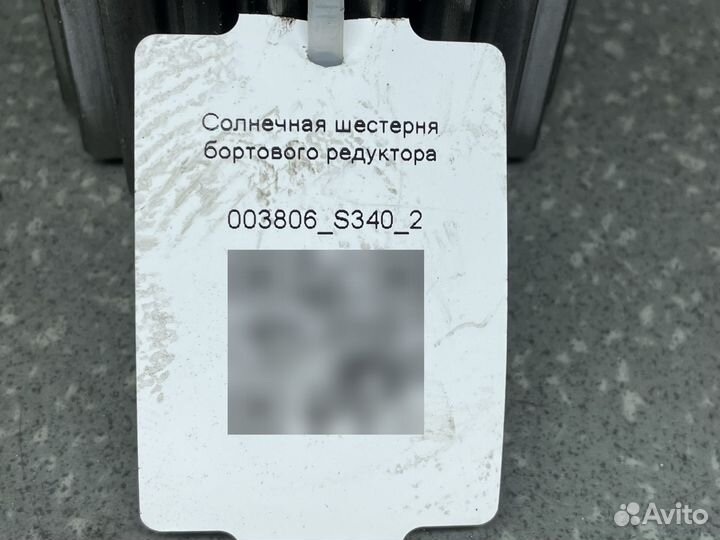 Солнечная шестерня
бортового редуктора
003806_S340_2
Avito